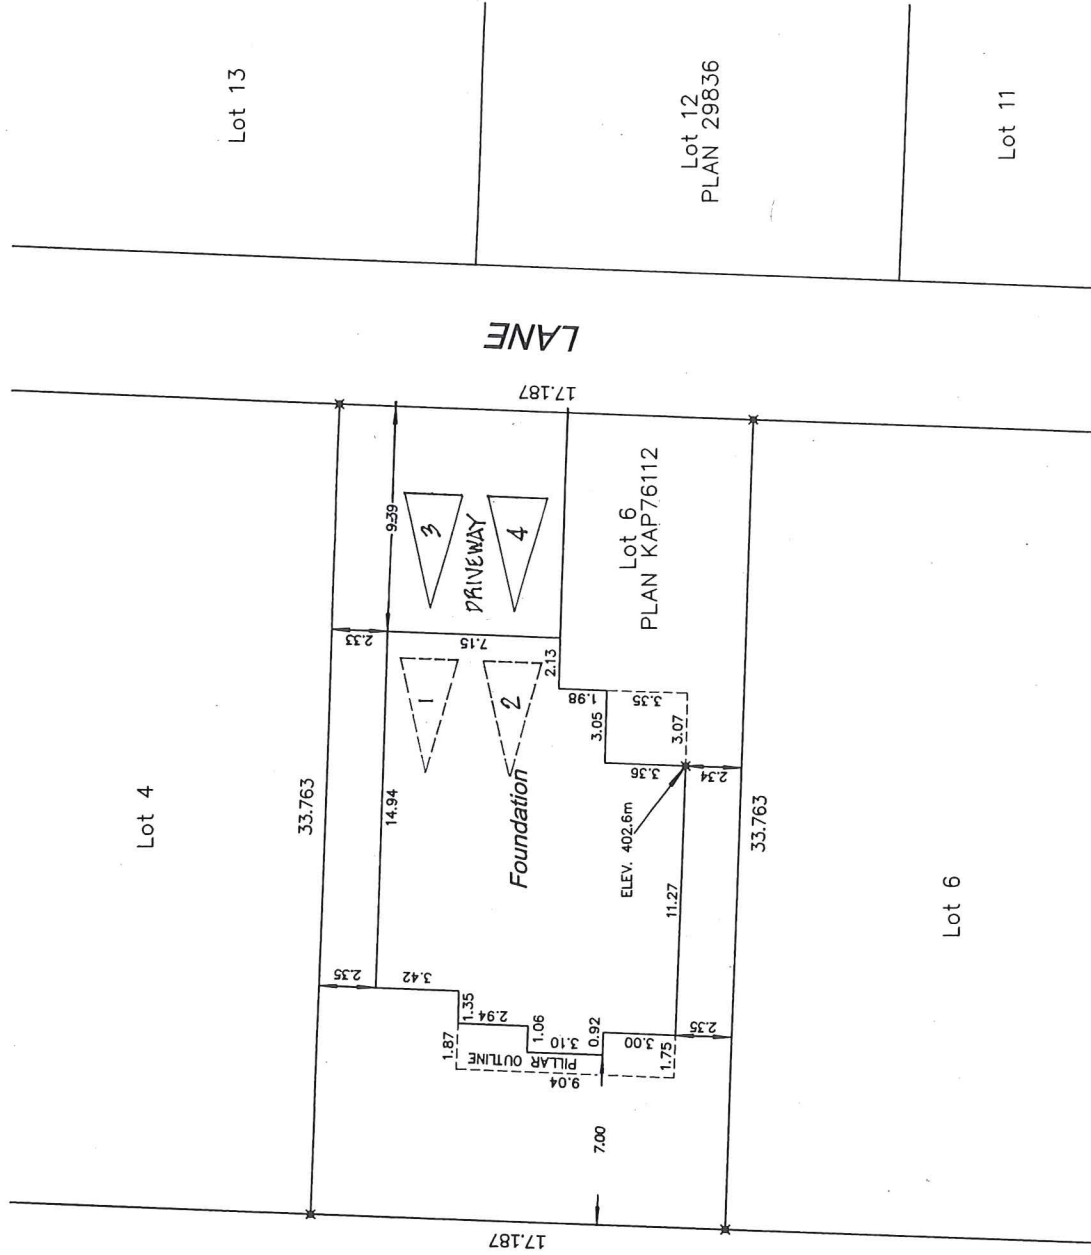 Lot 13
Lot 12
PLAN 29836
Lot 11
LANE
17.187
9.39
3
DRIVEWAY
4
Lot 6
PLAN KAP76112
2.33
7.15
2.13
1
2
1.98
3.35
3.05
3.07
3.36
2.34
Lot 4
33.763
14.94
Foundation
ELEV. 402.6m
11.27
33.763
Lot 6
2.35
3.42
1.35
2.94
1.87
1.06
3.10
0.92
3.00
2.35
1.75
PILLAR OUTLINE
9.04
7.00
17.187